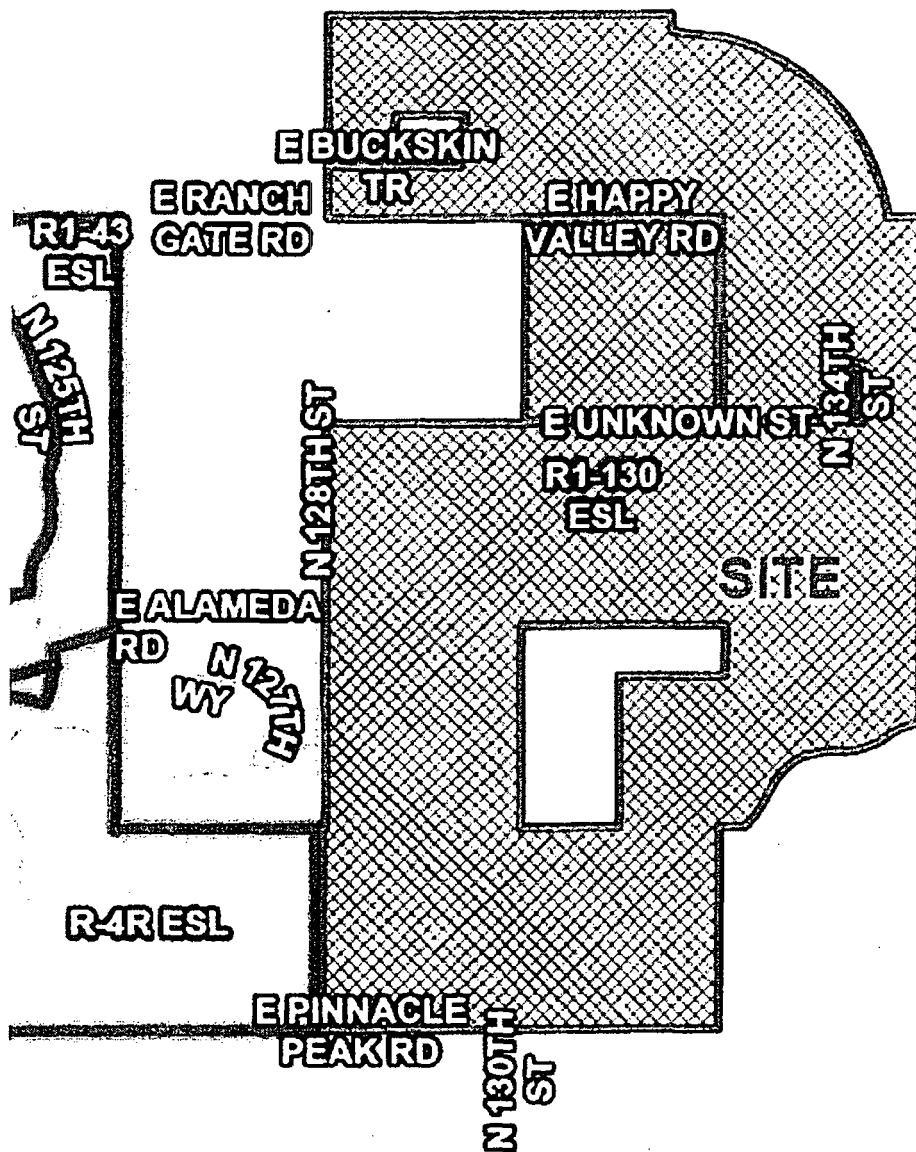 E BUCKSKIN
TR
E RANCH
GATE RD
E HAPPY
VALLEY RD
R1-43
ESL
N 125TH
ST
N 128TH ST
N 134TH
ST
E UNKNOWN ST
R1-130
ESL
SITE
E ALAMEDA
RD
N 127TH
WY
R-4R ESL
E PINNACLE
PEAK RD
N 130TH
ST